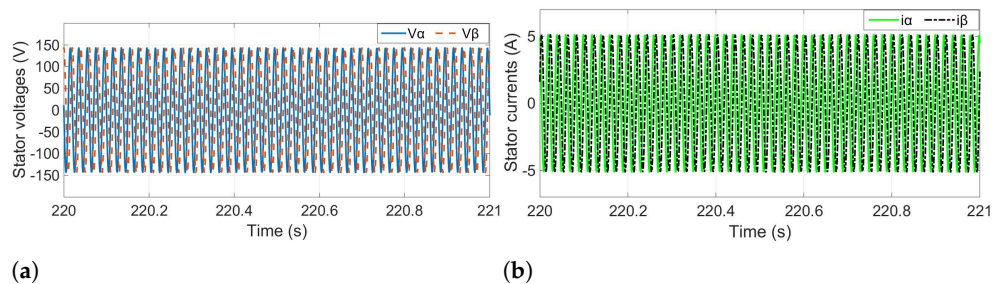 Vα Vβ
Stator voltages (V)
150
100
50
0
-50
-100
-150
220 220.2 220.4 220.6 220.8 221
Time (s)
(a)
iα iβ
Stator currents (A)
5
0
-5
220 220.2 220.4 220.6 220.8 221
Time (s)
(b)